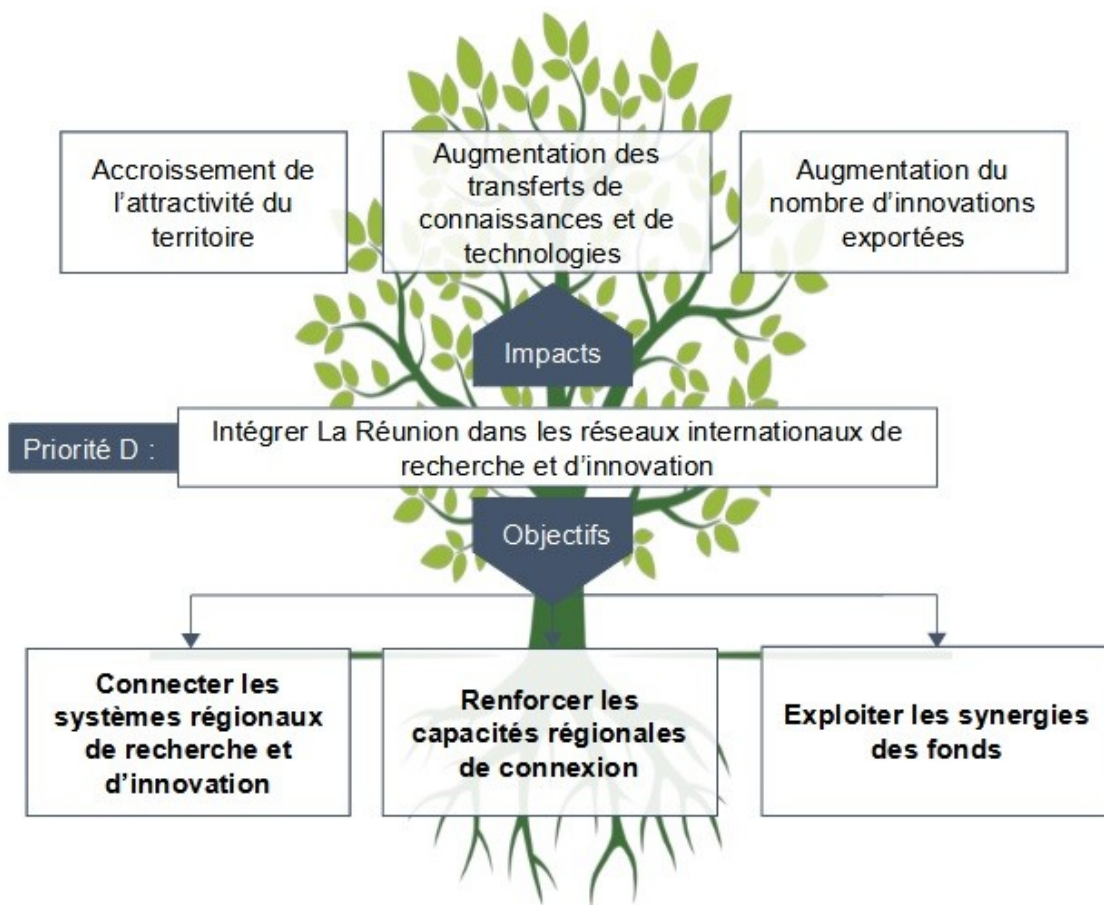 Accroissement de
l'attractivité du
territoire
Augmentation des
transferts de
connaissances et de
technologies
Augmentation du
nombre d'innovations
exportées
Impacts
Priorité D :
Intégrer La Réunion dans les réseaux internationaux de
recherche et d'innovation
Objectifs
Connecter les
systèmes régionaux
de recherche et
d'innovation
Renforcer les
capacités régionales
de connexion
Exploiter les synergies
des fonds